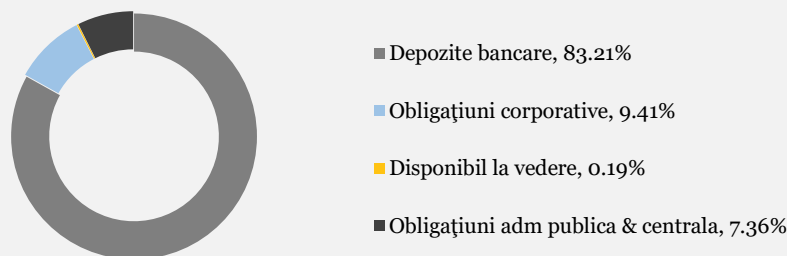 Depozite bancare, 83.21%
Obligaţiuni corporative, 9.41%
Disponibil la vedere, 0.19%
Obligaţiuni adm publica & centrala, 7.36%